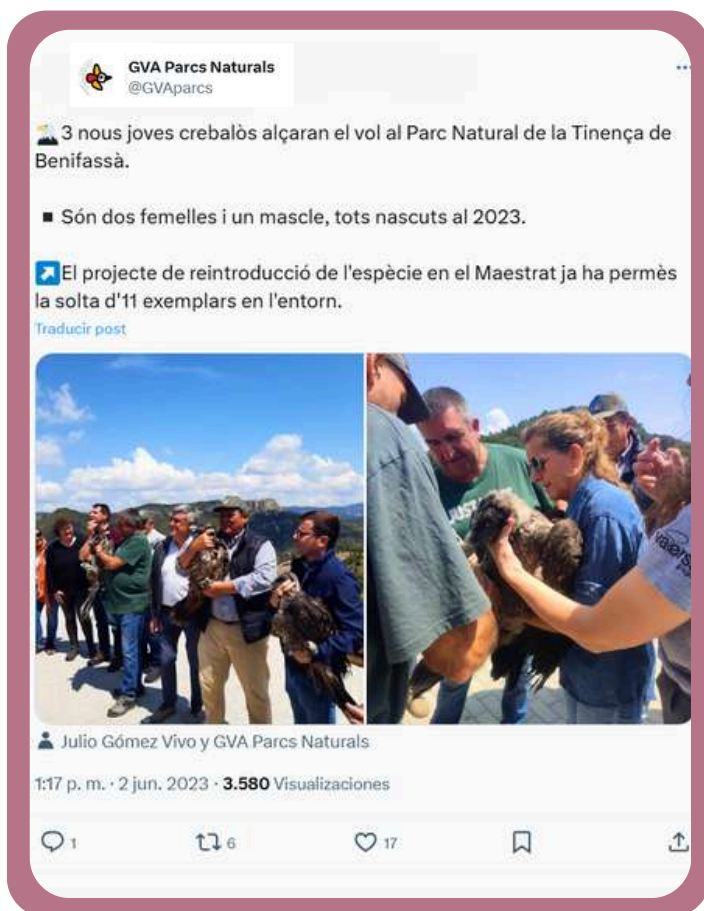 GVA Parcs Naturals
@GVAparcs
3 nous joves crebalòs alçaran el vol al Parc Natural de la Tinença de
Benifassà.
▪ Són dos femelles i un mascle, tots nascuts al 2023.
↗El projecte de reintroducció de l'espècie en el Maestrat ja ha permès
la solta d'11 exemplars en l'entorn.
Traducir post
Julio Gómez Vivo y GVA Parcs Naturals
1:17 p. m. · 2 jun. 2023 · 3.580 Visualizaciones
1 6 17